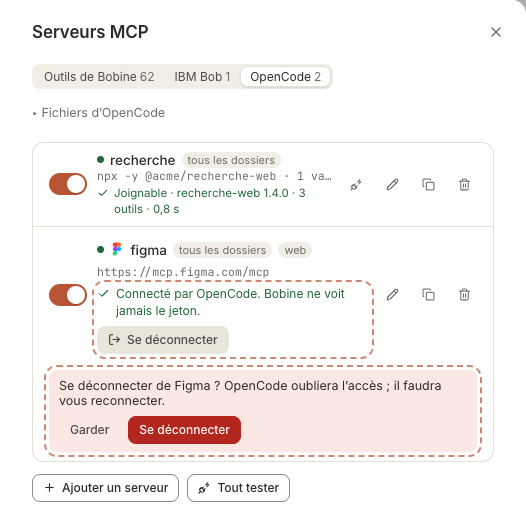 Serveurs MCP
Outils de Bobine 62 IBM Bob 1 OpenCode 2
Fichiers d’OpenCode
recherche tous les dossiers
npx -y @acme/recherche-web · 1 va…
Joignable · recherche-web 1.4.0 · 3
outils · 0,8 s
figma tous les dossiers web
https://mcp.figma.com/mcp
Connecté par OpenCode. Bobine ne voit
jamais le jeton.
Se déconnecter
Se déconnecter de Figma ? OpenCode oubliera l’accès ; il faudra
vous reconnecter.
Garder Se déconnecter
Ajouter un serveur Tout tester